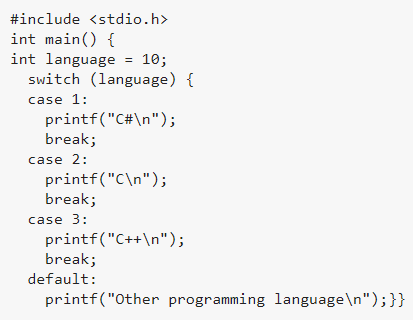 #include <stdio.h>
int main() {
int language = 10;
  switch (language) {
  case 1:
    printf("C#\n");
    break;
  case 2:
    printf("C\n");
    break;
  case 3:
    printf("C++\n");
    break;
  default:
    printf("Other programming language\n");}}